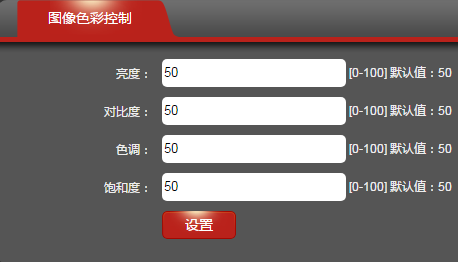 图像色彩控制
亮度： 50 [0-100] 默认值：50
对比度： 50 [0-100] 默认值：50
色调： 50 [0-100] 默认值：50
饱和度： 50 [0-100] 默认值：50
设置